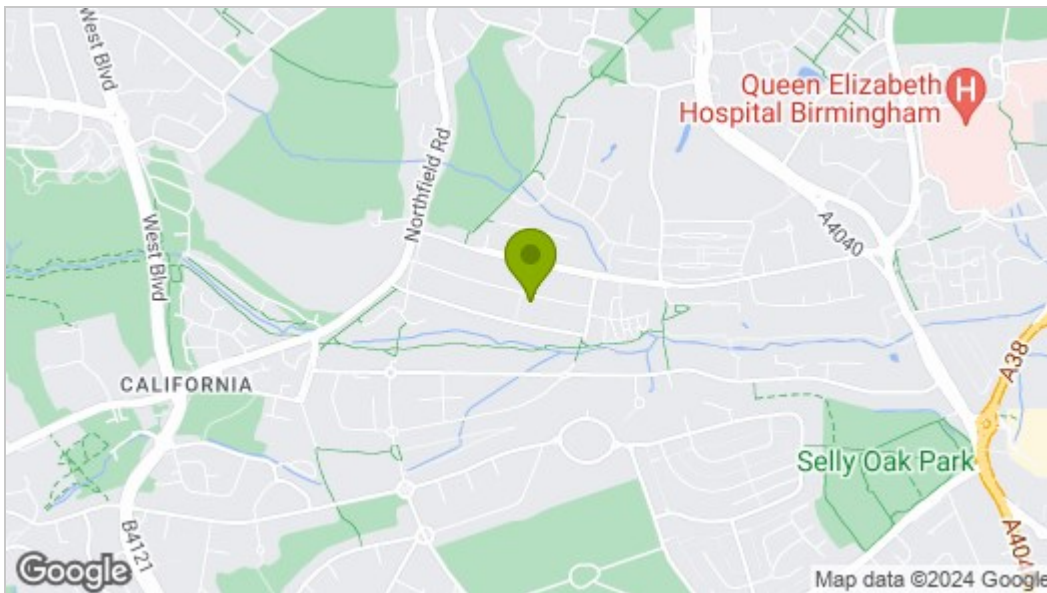 West Blvd
Queen Elizabeth
Hospital Birmingham
H
Northfield Rd
West Blvd
A4040
A38
CALIFORNIA
Selly Oak Park
B4121
A404
Google
Map data ©2024 Google